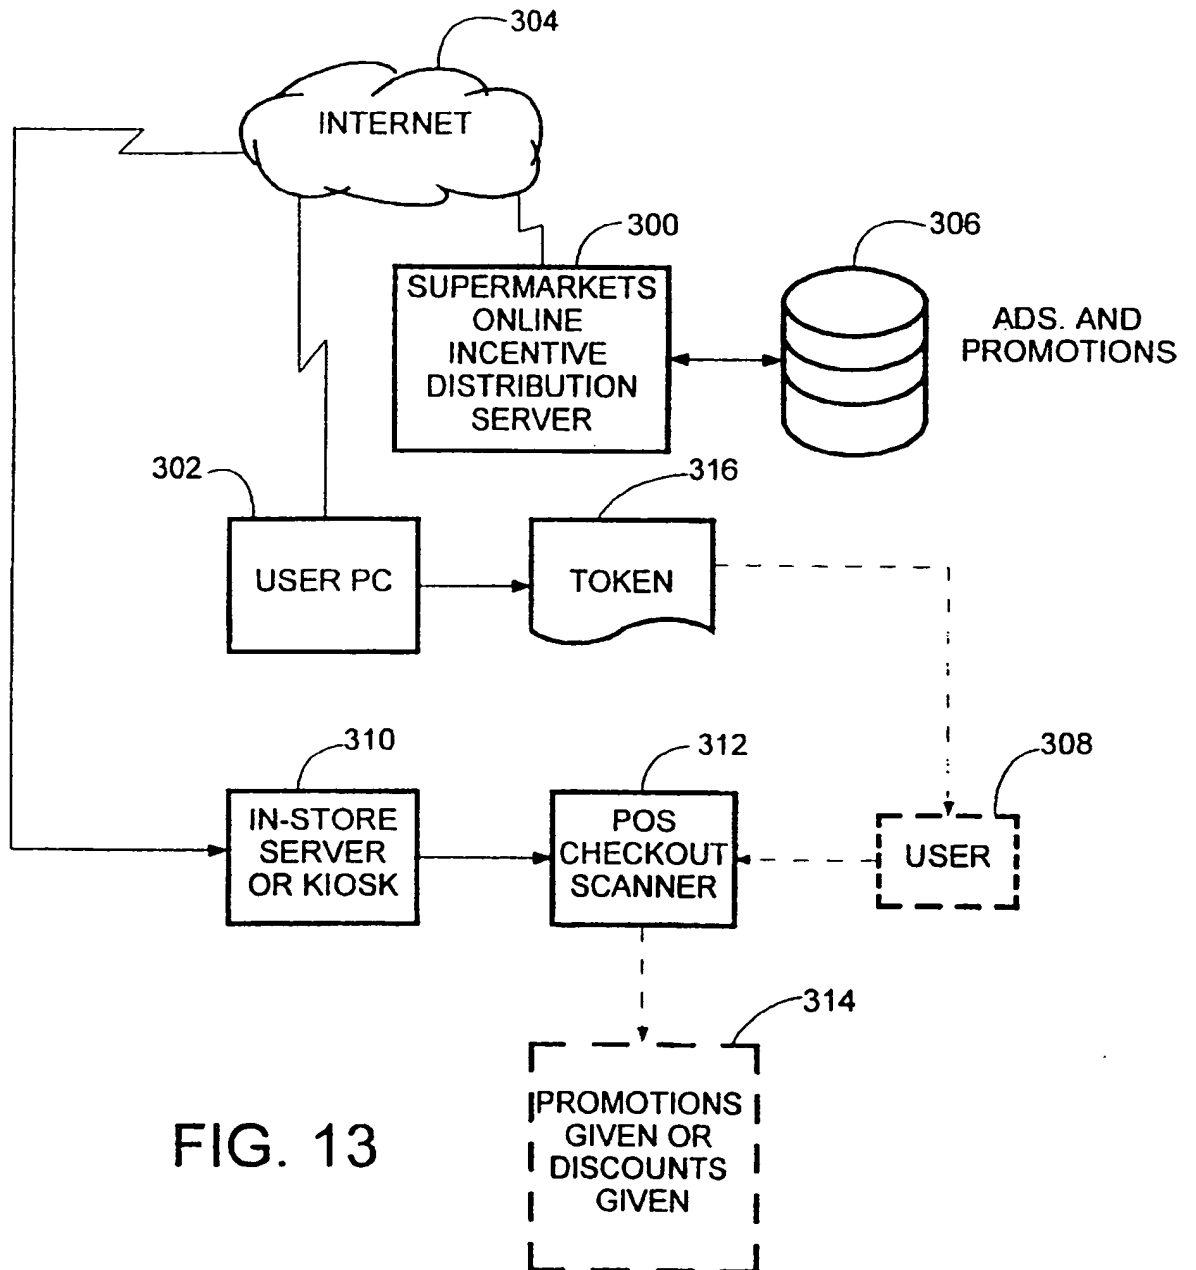 304
INTERNET
300
306
SUPERMARKETS
ONLINE
INCENTIVE
DISTRIBUTION
SERVER
ADS. AND
PROMOTIONS
302
316
USER PC
TOKEN
310
312
308
IN-STORE
SERVER
OR KIOSK
POS
CHECKOUT
SCANNER
USER
314
PROMOTIONS
GIVEN OR
DISCOUNTS
GIVEN
FIG. 13